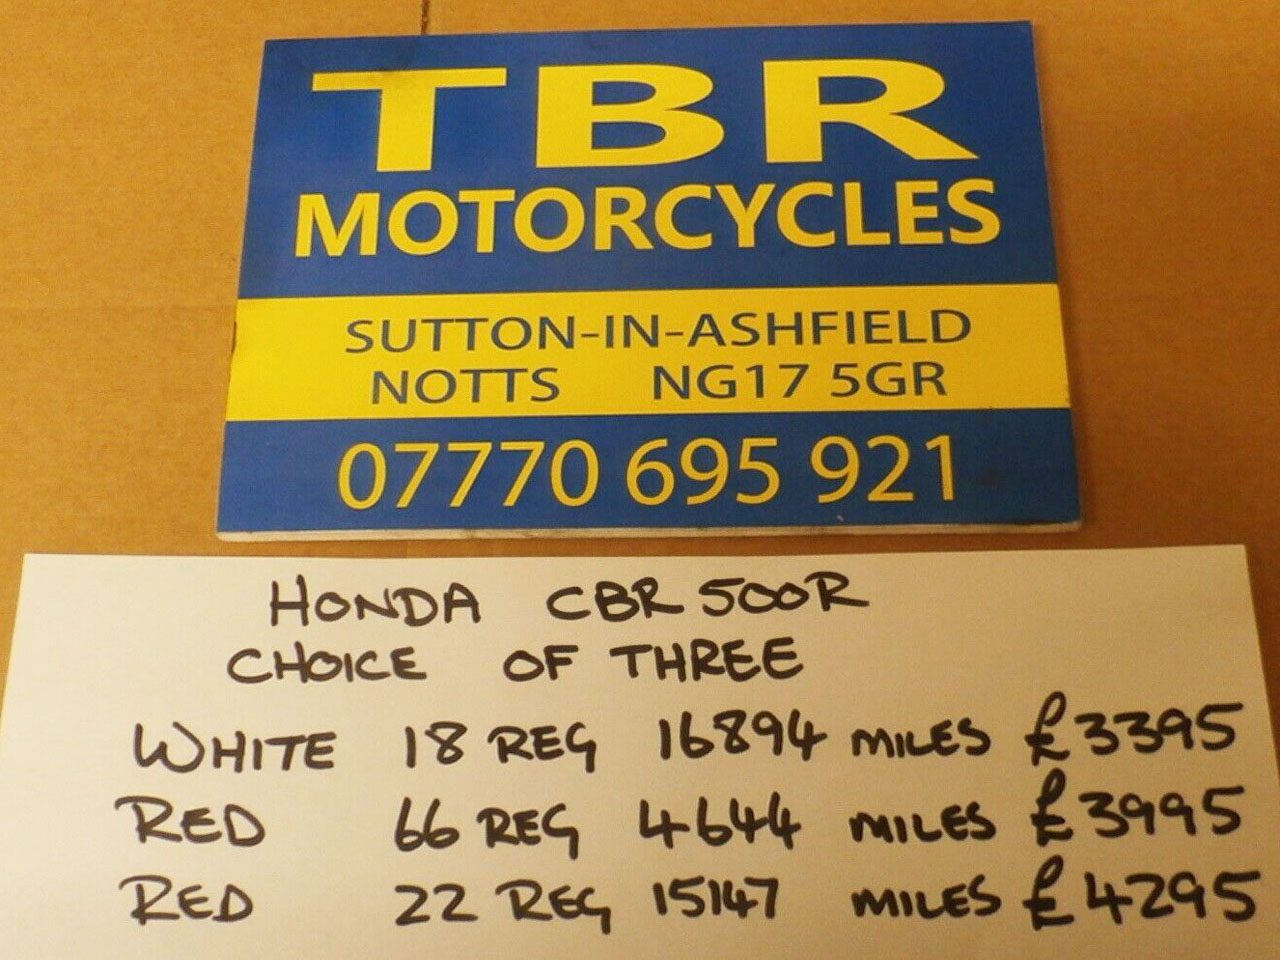 TBR
MOTORCYCLES
SUTTON-IN-ASHFIELD
NOTTS NG17 5GR
07770 695 921
HONDA CBR 500R
CHOICE OF THREE
WHITE 18 REG 16894 MILES £3395
RED 66 REG 4644 MILES £3995
RED 22 REG 15147 MILES £4295